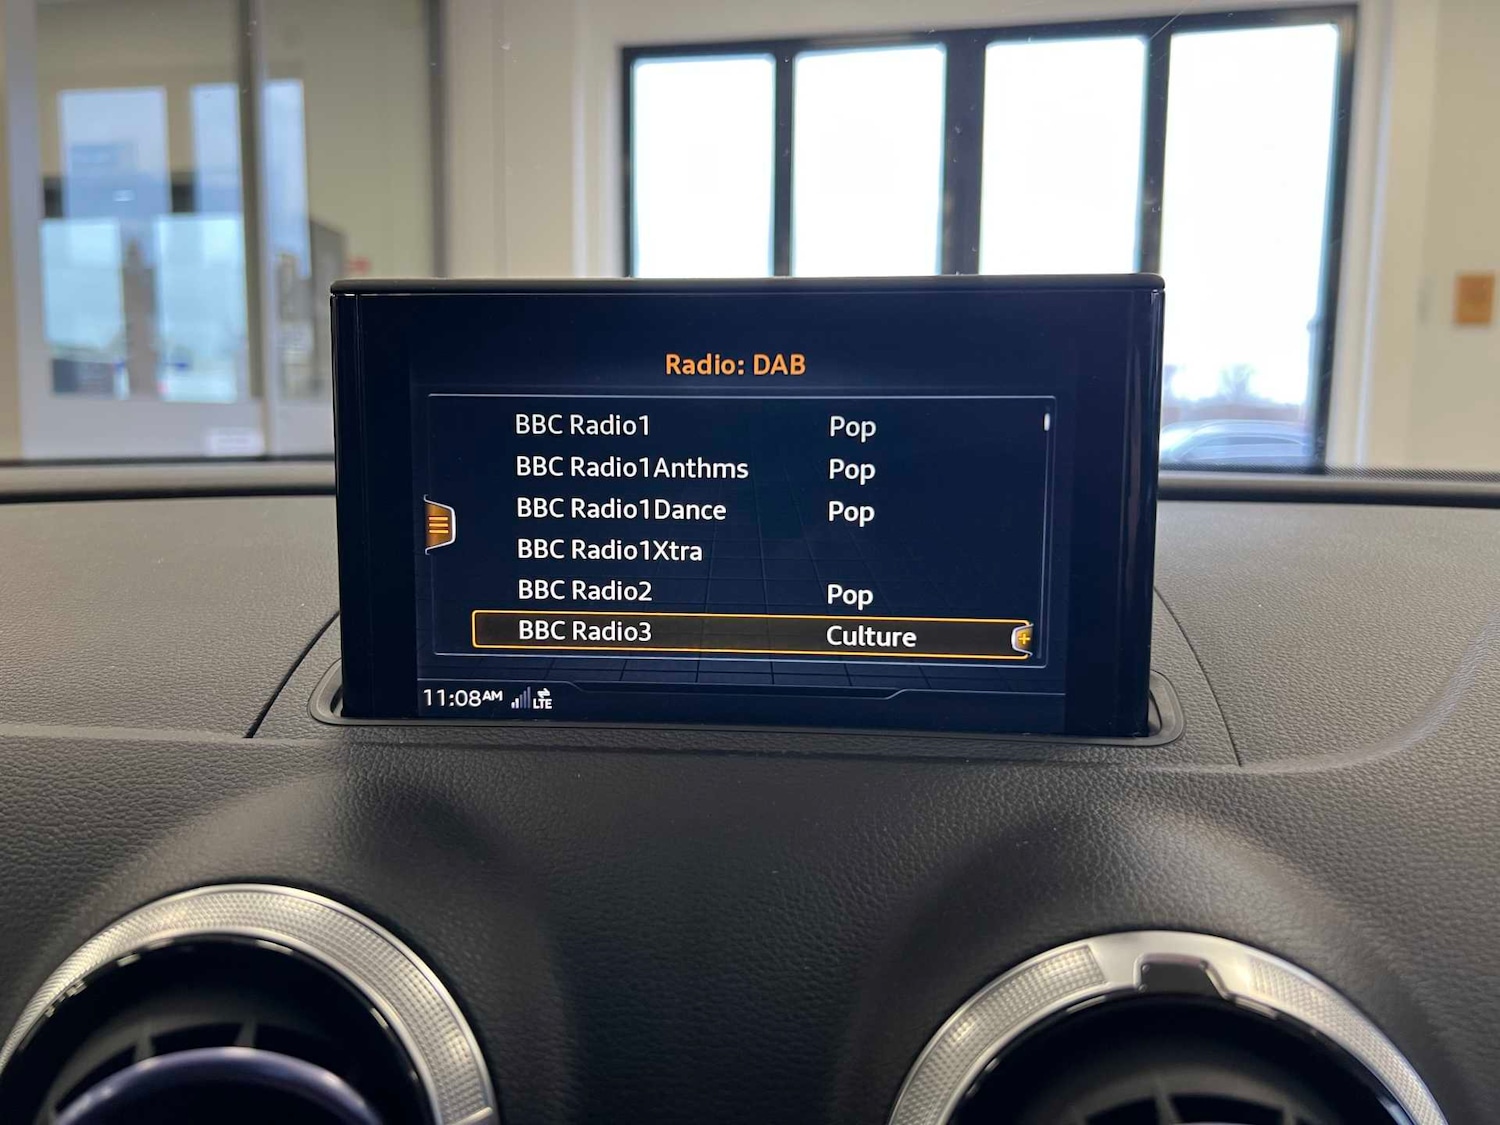 Radio: DAB
BBC Radio1 Pop
BBC Radio1Anthms Pop
BBC Radio1Dance Pop
BBC Radio1Xtra
BBC Radio2 Pop
BBC Radio3 Culture
11:08AM LTE